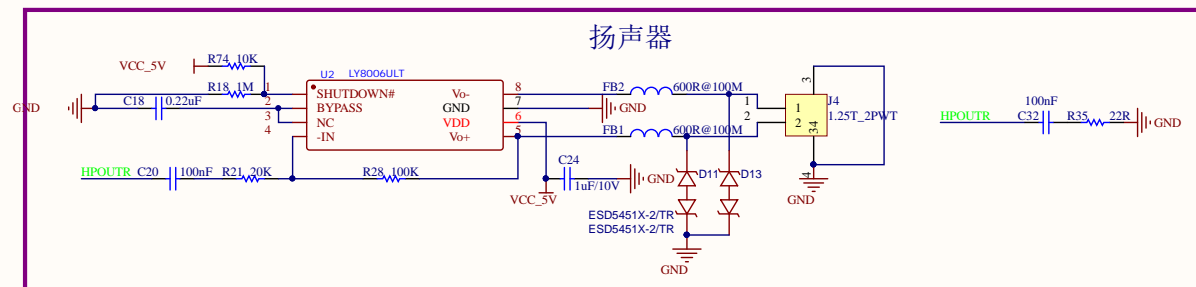 扬声器
VCC_5V
R74 10K
R18 1M
GND
C18 0.22uF
U2 LY8006ULT
1 SHUTDOWN#
2 BYPASS
3 NC
4 -IN
Vo- 8
GND 7
VDD 6
Vo+ 5
FB2 600R@100M
GND
FB1 600R@100M
HPOUTR C20 100nF R21 20K
R28 100K
C24
1uF/10V
GND
VCC_5V
D11 D13
ESD5451X-2/TR
ESD5451X-2/TR
GND
3
1 1
2 2
34
J4
1.25T_2PWT
4
GND
100nF
HPOUTR C32 R35 22R GND